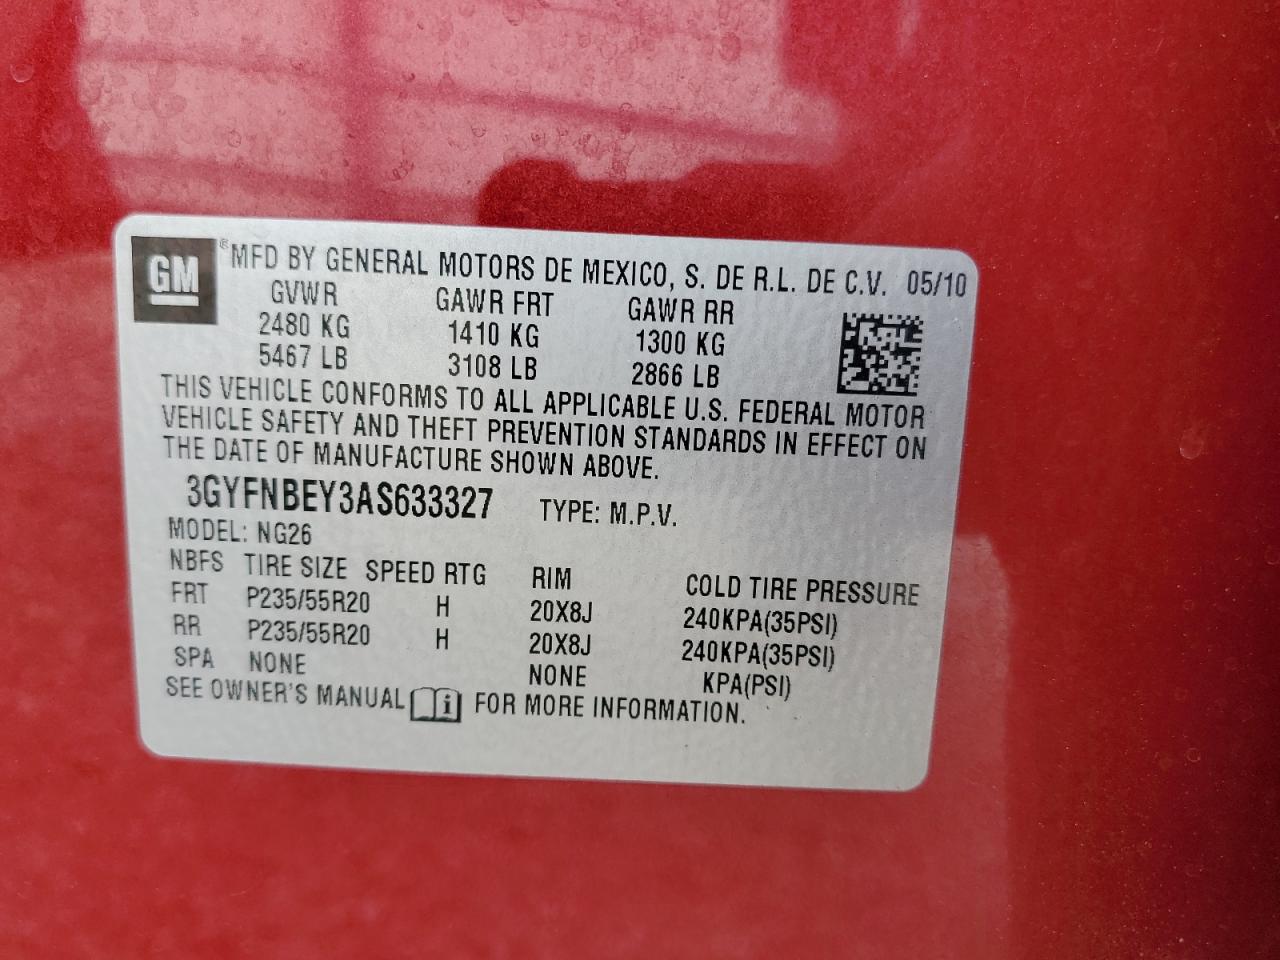 GM ® MFD BY GENERAL MOTORS DE MEXICO, S. DE R.L. DE C.V. 05/10
GVWR GAWR FRT GAWR RR
2480 KG 1410 KG 1300 KG
5467 LB 3108 LB 2866 LB
THIS VEHICLE CONFORMS TO ALL APPLICABLE U.S. FEDERAL MOTOR
VEHICLE SAFETY AND THEFT PREVENTION STANDARDS IN EFFECT ON
THE DATE OF MANUFACTURE SHOWN ABOVE.
3GYFNBEY3AS633327 TYPE: M.P.V.
MODEL: NG26
NBFS TIRE SIZE SPEED RTG RIM COLD TIRE PRESSURE
FRT P235/55R20 H 20X8J 240KPA(35PSI)
RR P235/55R20 H 20X8J 240KPA(35PSI)
SPA NONE NONE KPA(PSI)
SEE OWNER'S MANUAL i FOR MORE INFORMATION.